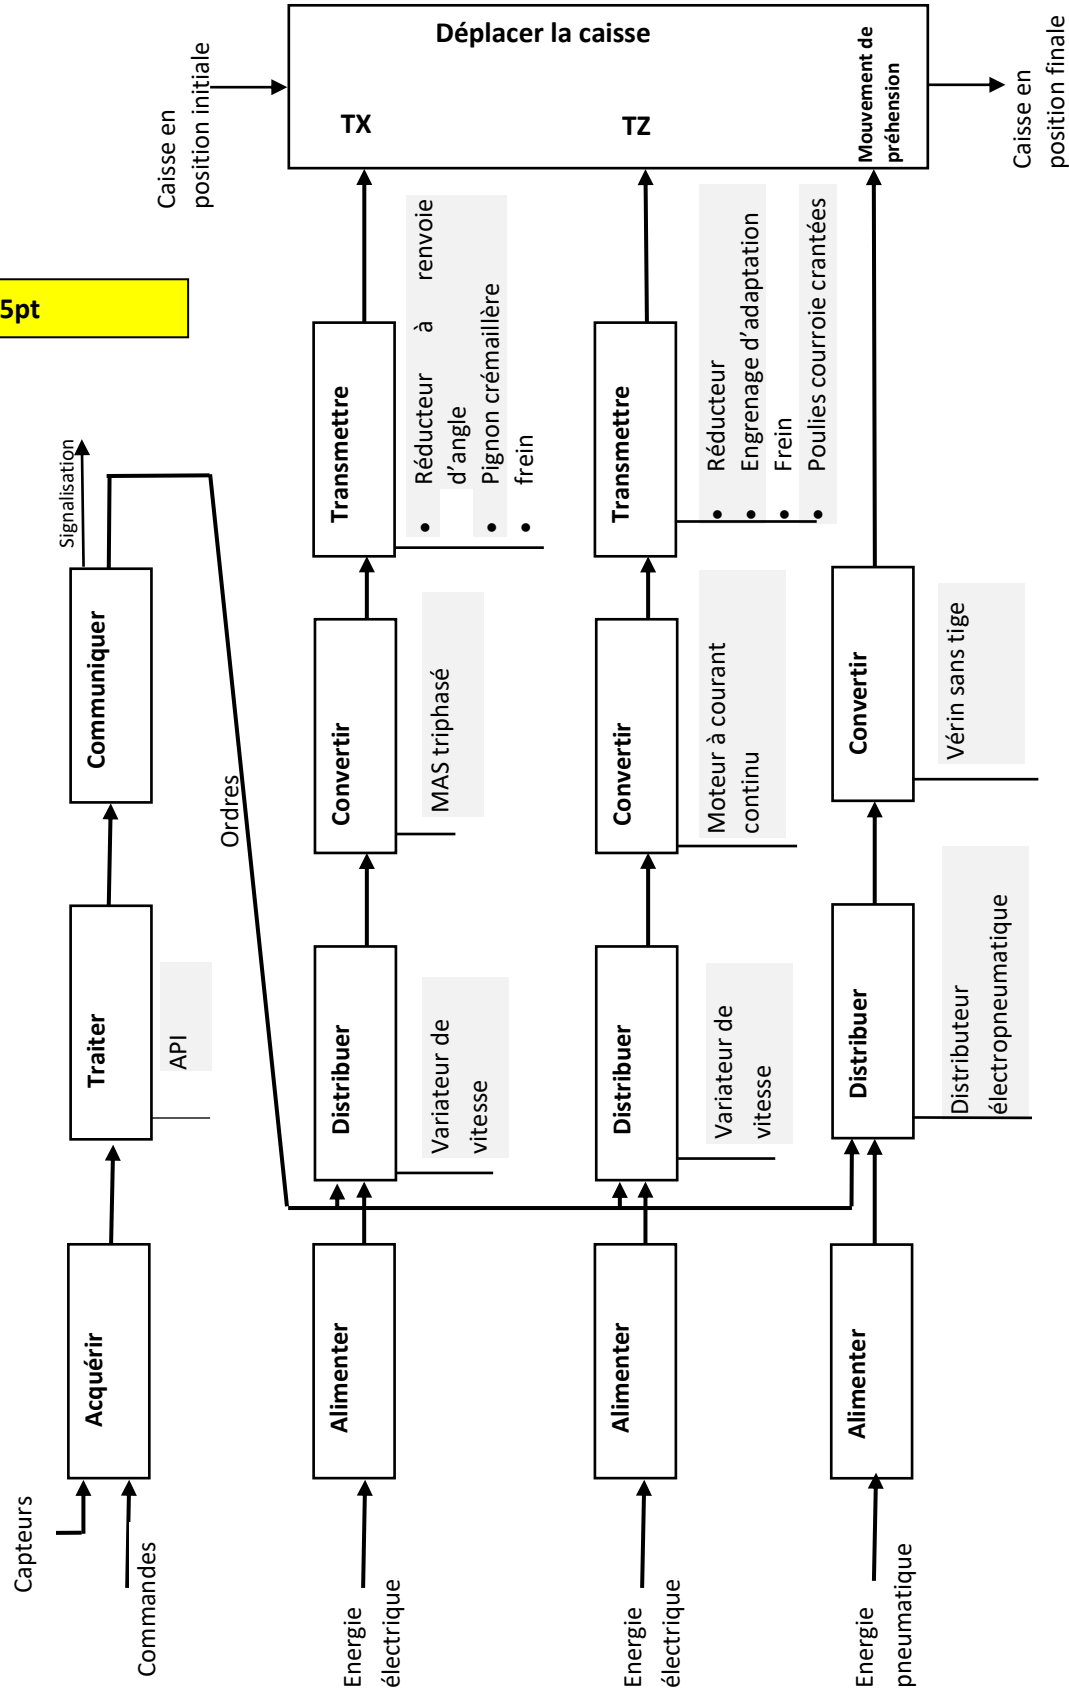 5pt
Capteurs
Commandes
Acquérir
Traiter
API
Communiquer
Signalisation
Ordres
Energie
électrique
Alimenter
Distribuer
Variateur de
vitesse
Convertir
MAS triphasé
Transmettre
• Réducteur à renvoie
d’angle
• Pignon crémaillère
• frein
Energie
électrique
Alimenter
Distribuer
Variateur de
vitesse
Convertir
Moteur à courant
continu
Transmettre
• Réducteur
• Engrenage d’adaptation
• Frein
• Poulies courroie crantées
Energie
pneumatique
Alimenter
Distribuer
Distributeur
électropneumatique
Convertir
Vérin sans tige
Caisse en
position initiale
Déplacer la caisse
TX
TZ
Mouvement de
préhension
Caisse en
position finale